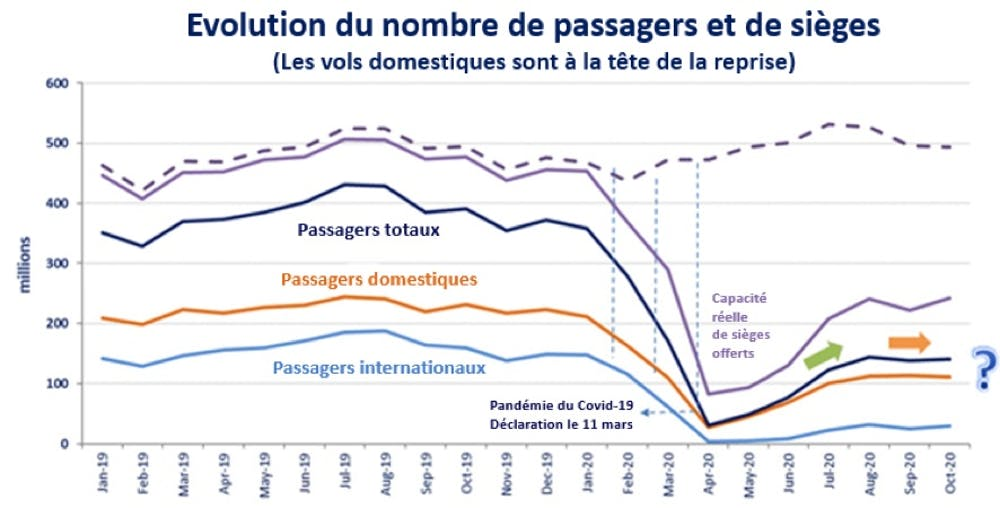 Evolution du nombre de passagers et de sièges
(Les vols domestiques sont à la tête de la reprise)
600
500
400
300
200
100
0
millions
Passagers totaux
Passagers domestiques
Passagers internationaux
Capacité
réelle
de sièges
offerts
Pandémie du Covid-19
Déclaration le 11 mars
?
Jan-19
Feb-19
Mar-19
Apr-19
May-19
Jun-19
Jul-19
Aug-19
Sep-19
Oct-19
Nov-19
Dec-19
Jan-20
Feb-20
Mar-20
Apr-20
May-20
Jun-20
Jul-20
Aug-20
Sep-20
Oct-20